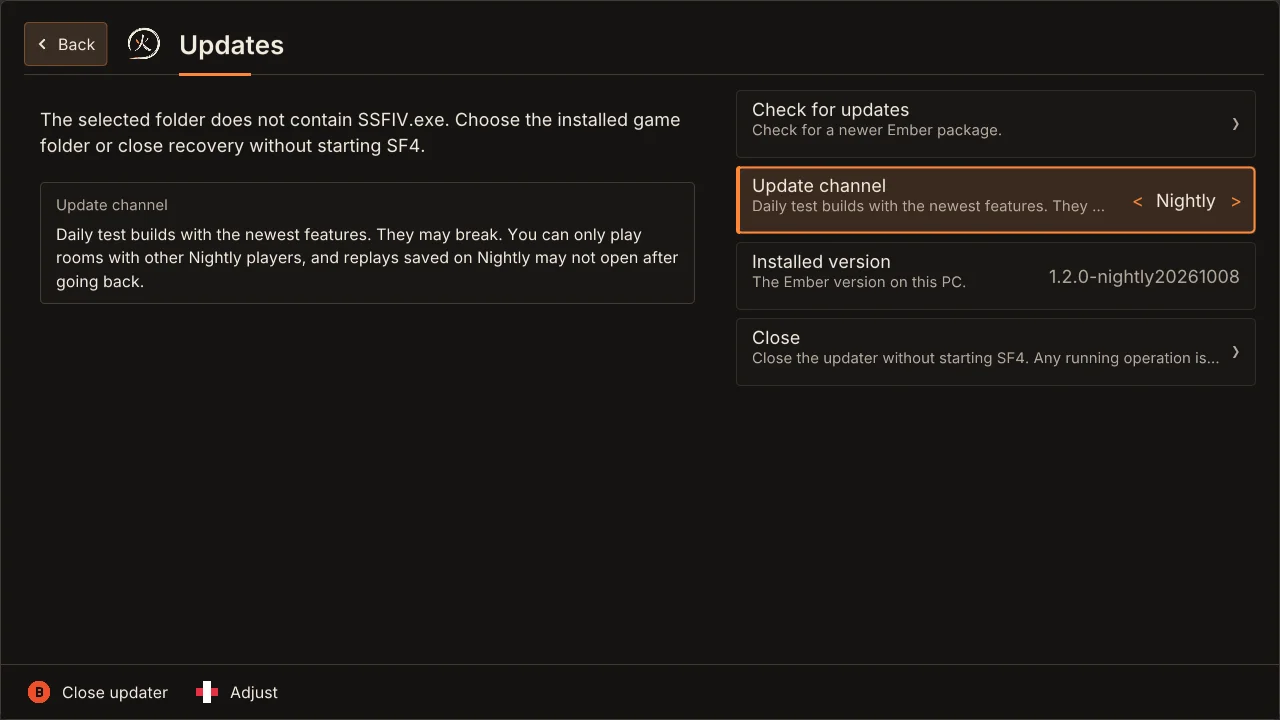 Back
火
Updates
The selected folder does not contain SSFIV.exe. Choose the installed game
folder or close recovery without starting SF4.
Update channel
Daily test builds with the newest features. They may break. You can only play
rooms with other Nightly players, and replays saved on Nightly may not open after
going back.
Check for updates
Check for a newer Ember package.
Update channel
Daily test builds with the newest features. They ...
< Nightly >
Installed version
The Ember version on this PC.
1.2.0-nightly20261008
Close
Close the updater without starting SF4. Any running operation is...
B Close updater
Adjust